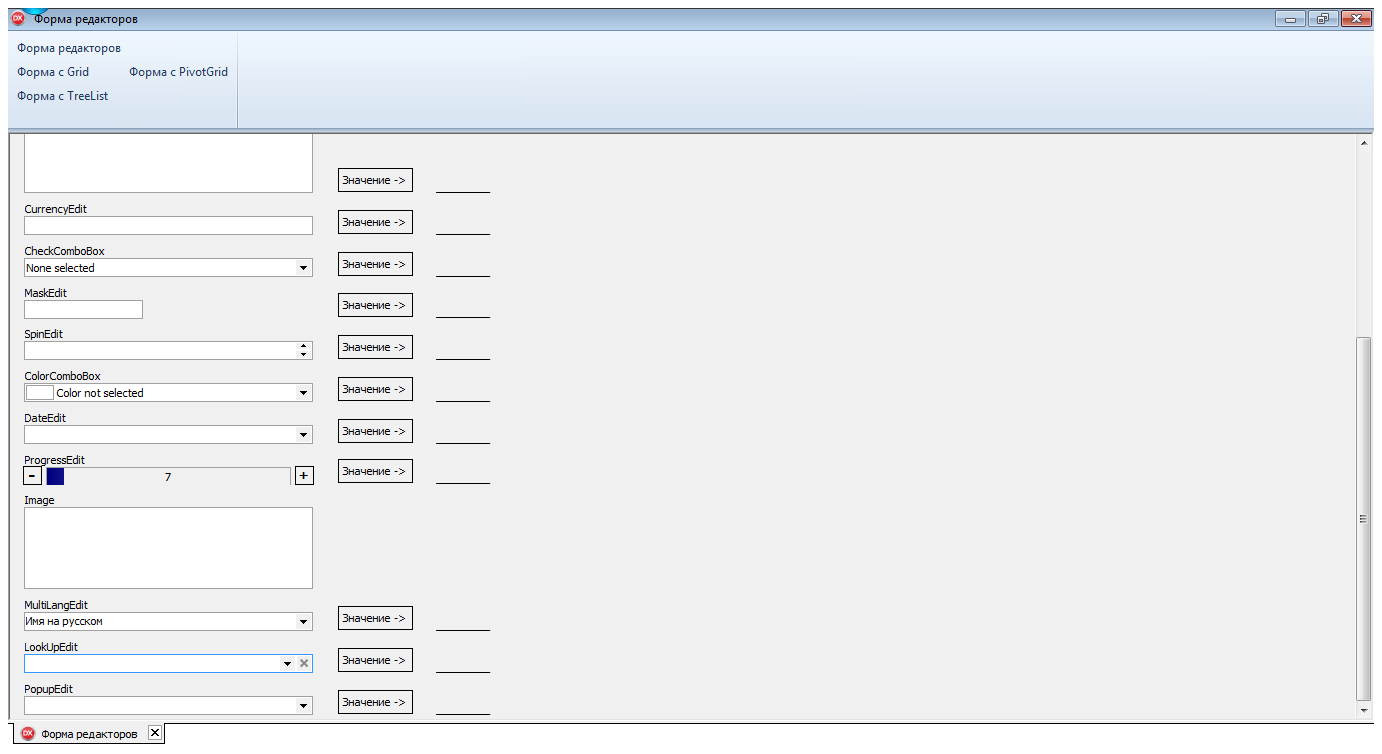 DX Форма редакторов
Форма редакторов
Форма с Grid Форма с PivotGrid
Форма с TreeList
Значение ->
CurrencyEdit
Значение ->
CheckComboBox
None selected Значение ->
MaskEdit
Значение ->
SpinEdit
Значение ->
ColorComboBox
Color not selected Значение ->
DateEdit
Значение ->
ProgressEdit
- 7 + Значение ->
Image
MultiLangEdit
Имя на русском Значение ->
LookUpEdit
Значение ->
PopupEdit
Значение ->
DX Форма редакторов